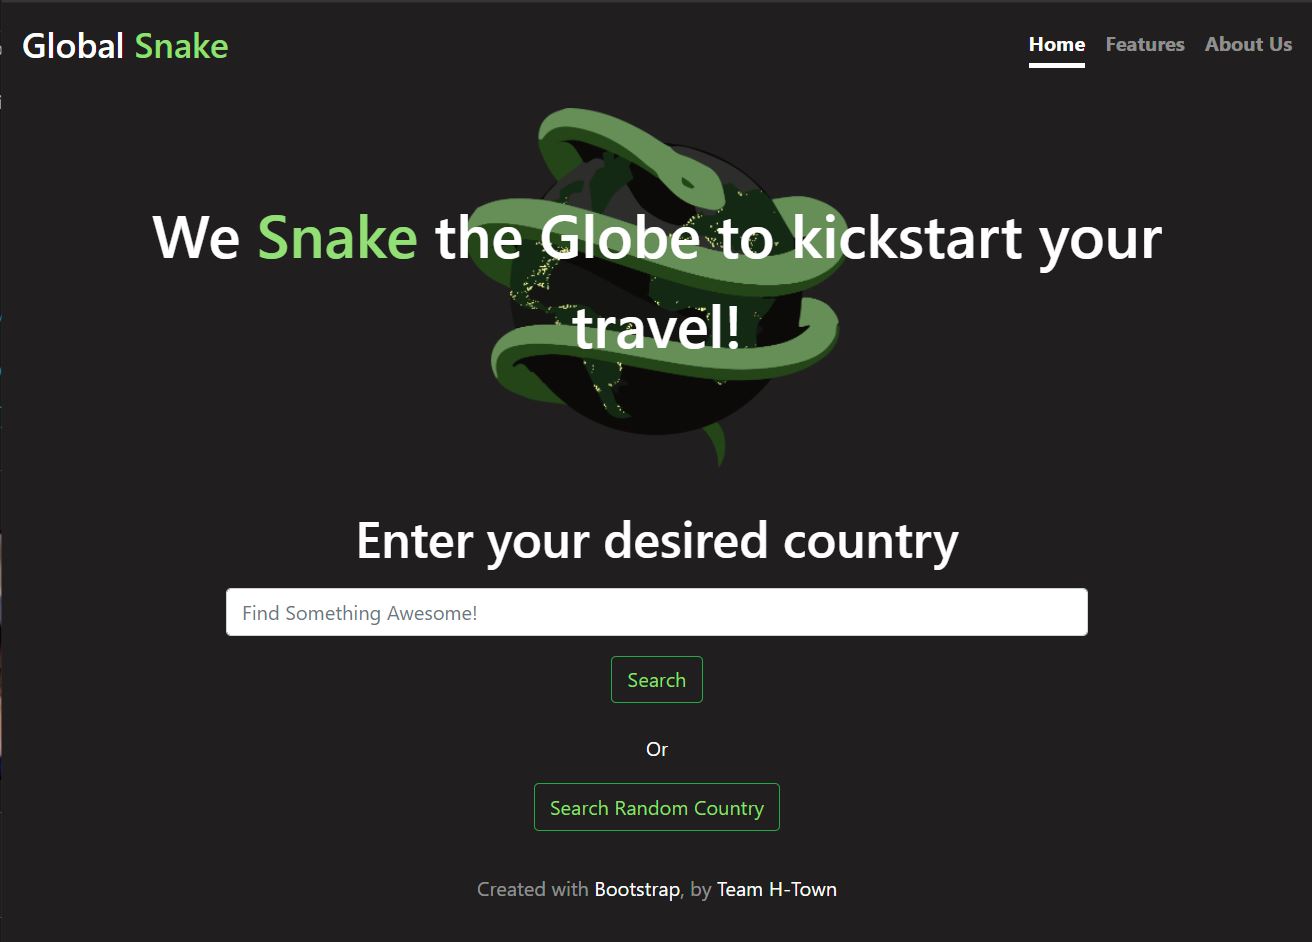 Global Snake
Home Features About Us
We Snake the Globe to kickstart your
travel!
Enter your desired country
Find Something Awesome!
Search
Or
Search Random Country
Created with Bootstrap, by Team H-Town